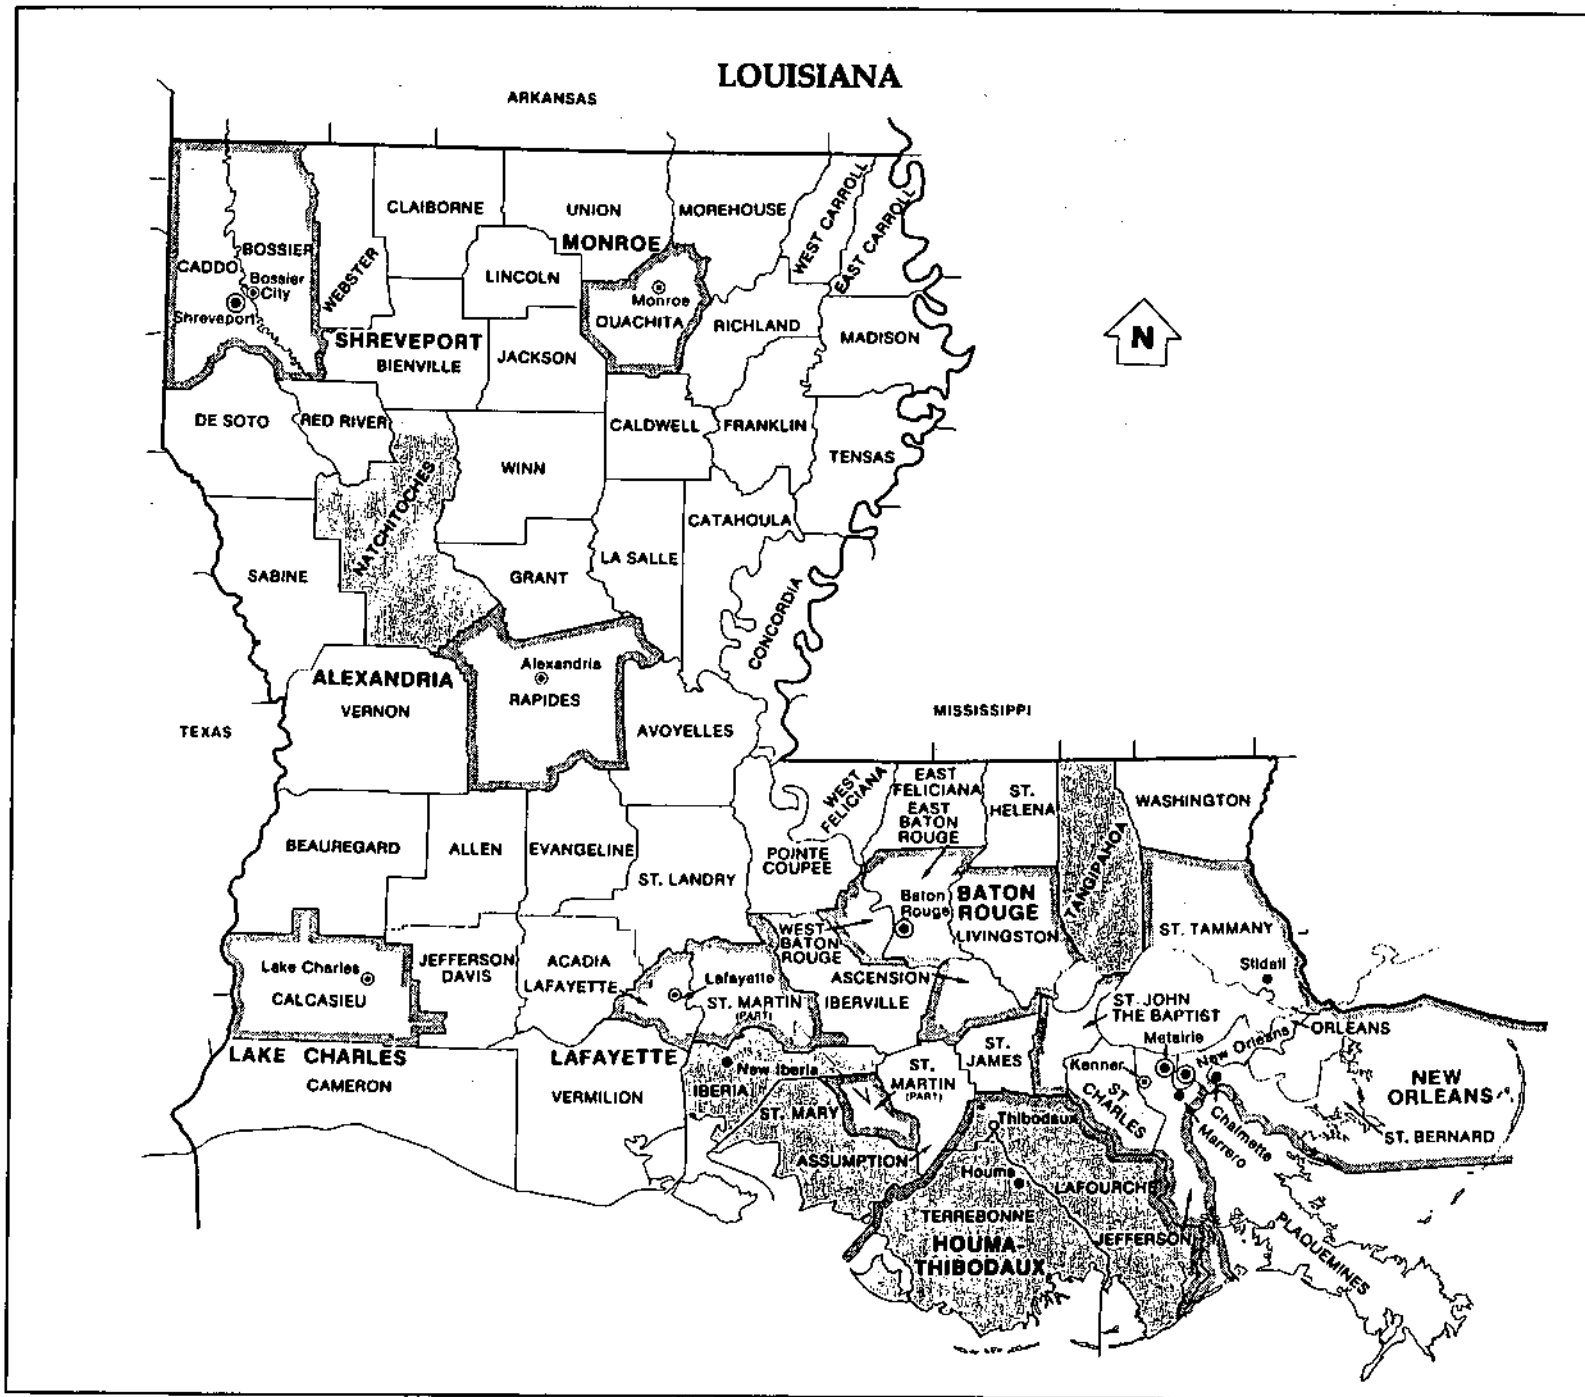 LOUISIANA
ARKANSAS
CLAIBORNE
UNION
MOREHOUSE
WEST CARROLL
EAST CARROLL
MONROE
BOSSIER
CADDO
WEBSTER
LINCOLN
Bossier
City
Monroe
Shreveport
OUACHITA
RICHLAND
MADISON
N
SHREVEPORT
BIENVILLE
JACKSON
DE SOTO
RED RIVER
CALDWELL
FRANKLIN
TENSAS
WINN
NATCHITOCHES
CATAHOULA
LA SALLE
SABINE
GRANT
CONCORDIA
Alexandria
ALEXANDRIA
RAPIDES
VERNON
TEXAS
AVOYELLES
MISSISSIPPI
WEST
FELICIANA
EAST
FELICIANA
EAST
BATON
ROUGE
ST.
HELENA
TANGIPAHOA
WASHINGTON
BEAUREGARD
ALLEN
EVANGELINE
POINTE
COUPEE
ST. LANDRY
Baton
Rouge
BATON
ROUGE
LIVINGSTON
WEST
BATON
ROUGE
ST. TAMMANY
Slidell
Lake Charles
CALCASIEU
JEFFERSON
DAVIS
ACADIA
LAFAYETTE
Lafayette
ST. MARTIN
(PART)
ASCENSION
IBERVILLE
ST. JOHN
THE BAPTIST
ORLEANS
Metairie
New Orleans
LAKE CHARLES
CAMERON
LAFAYETTE
VERMILION
New Iberia
IBERIA
ST. MARY
ST.
MARTIN
(PART)
ST.
JAMES
Kenner
ST.
CHARLES
NEW
ORLEANS
Chalmette
Marrero
ST. BERNARD
Thibodaux
ASSUMPTION
Houma
LAFOURCHE
TERREBONNE
JEFFERSON
HOUMA-
THIBODAUX
PLAQUEMINES